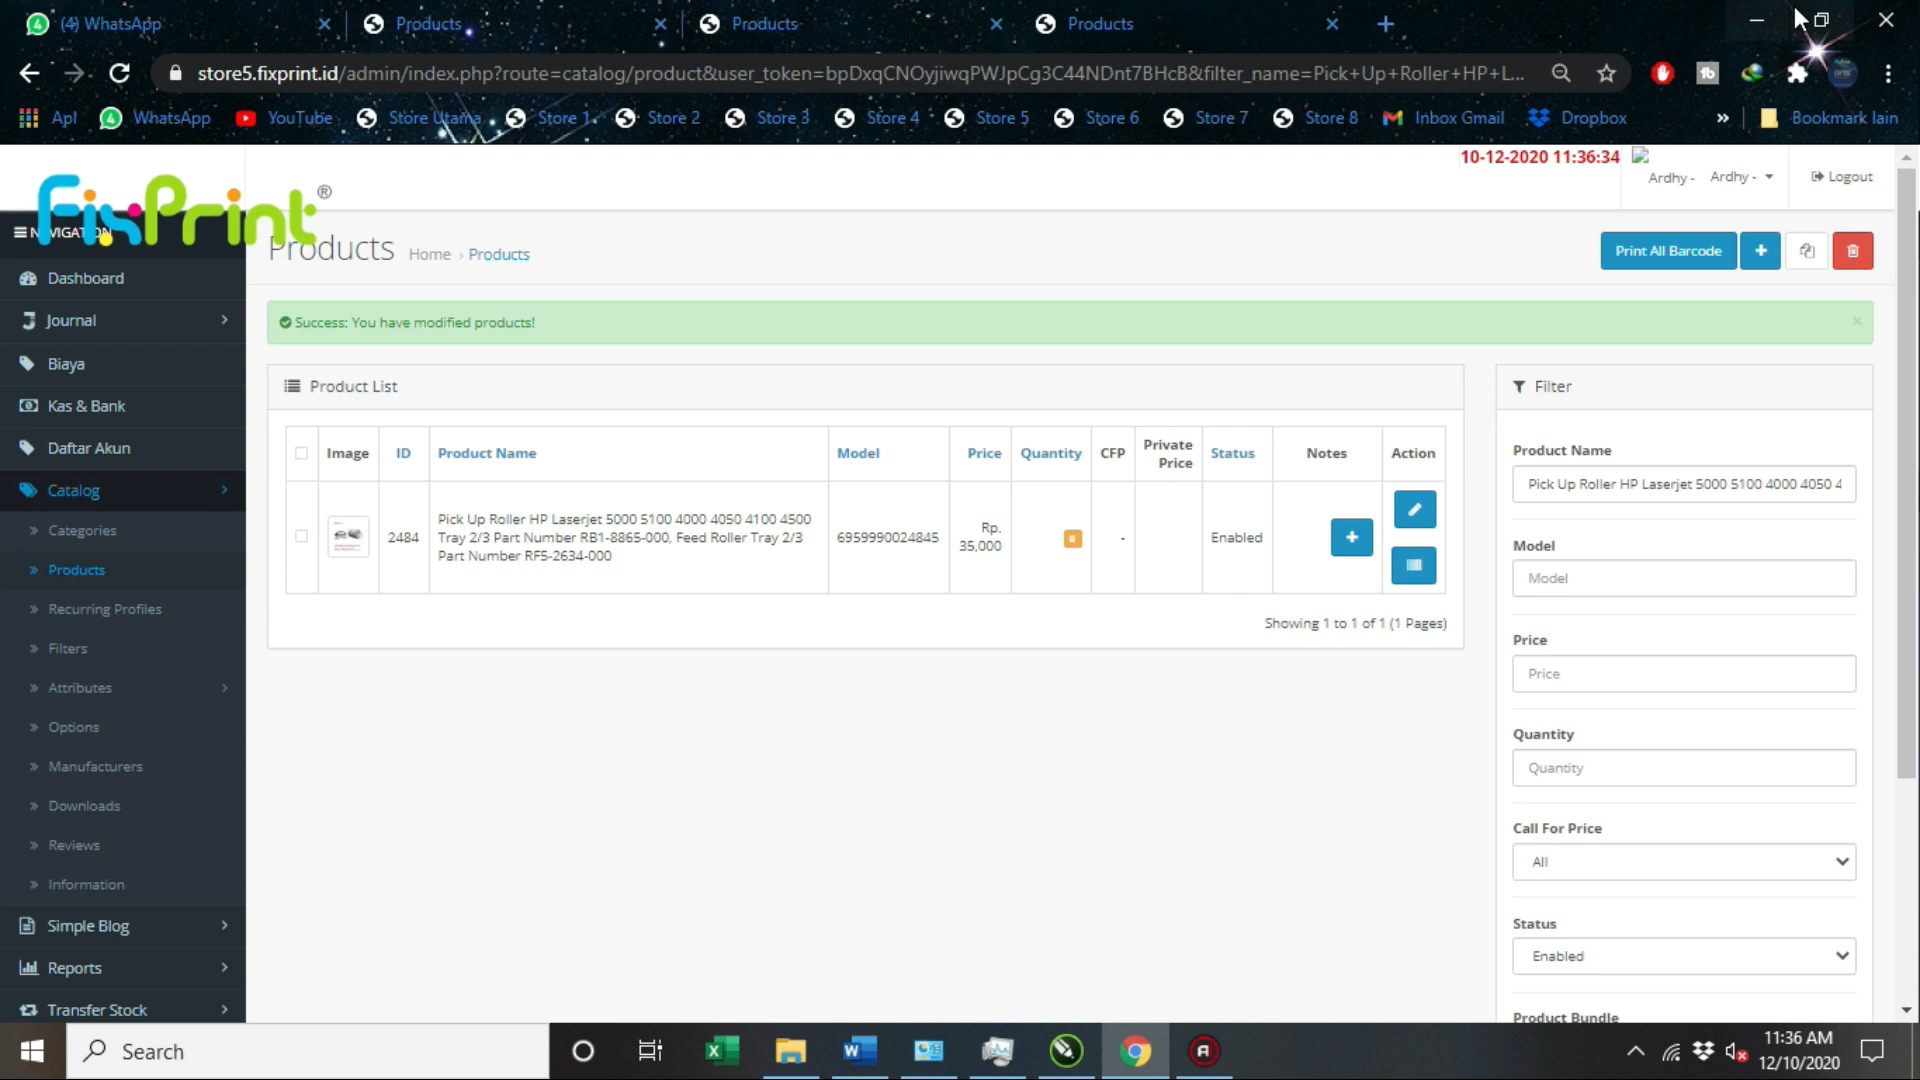 (4) WhatsApp
Products
Products
Products
store5.fixprint.id/admin/index.php?route=catalog/product&user_token=bpDxqCNOyjiwqPWJpCg3C44NDnt7BHcB&filter_name=Pick+Up+Roller+HP+L...
Apl
WhatsApp
YouTube
Store Utama
Store 1
Store 2
Store 3
Store 4
Store 5
Store 6
Store 7
Store 8
Inbox Gmail
Dropbox
»
Bookmark lain
10-12-2020 11:36:34
Ardhy -
Ardhy -
Logout
FixPrint ®
NAVIGATION
Products
Home › Products
Print All Barcode
Success: You have modified products!
Dashboard
Journal
Biaya
Kas & Bank
Daftar Akun
Catalog
Categories
Products
Recurring Profiles
Filters
Attributes
Options
Manufacturers
Downloads
Reviews
Information
Simple Blog
Reports
Transfer Stock
Product List
Image ID Product Name Model Price Quantity CFP Private Price Status Notes Action
2484
Pick Up Roller HP Laserjet 5000 5100 4000 4050 4100 4500
Tray 2/3 Part Number RB1-8865-000, Feed Roller Tray 2/3
Part Number RF5-2634-000
6959990024845
Rp.
35,000
0
-
Enabled
Showing 1 to 1 of 1 (1 Pages)
Filter
Product Name
Pick Up Roller HP Laserjet 5000 5100 4000 4050 4
Model
Model
Price
Price
Quantity
Quantity
Call For Price
All
Status
Enabled
Product Bundle
Search
11:36 AM
12/10/2020